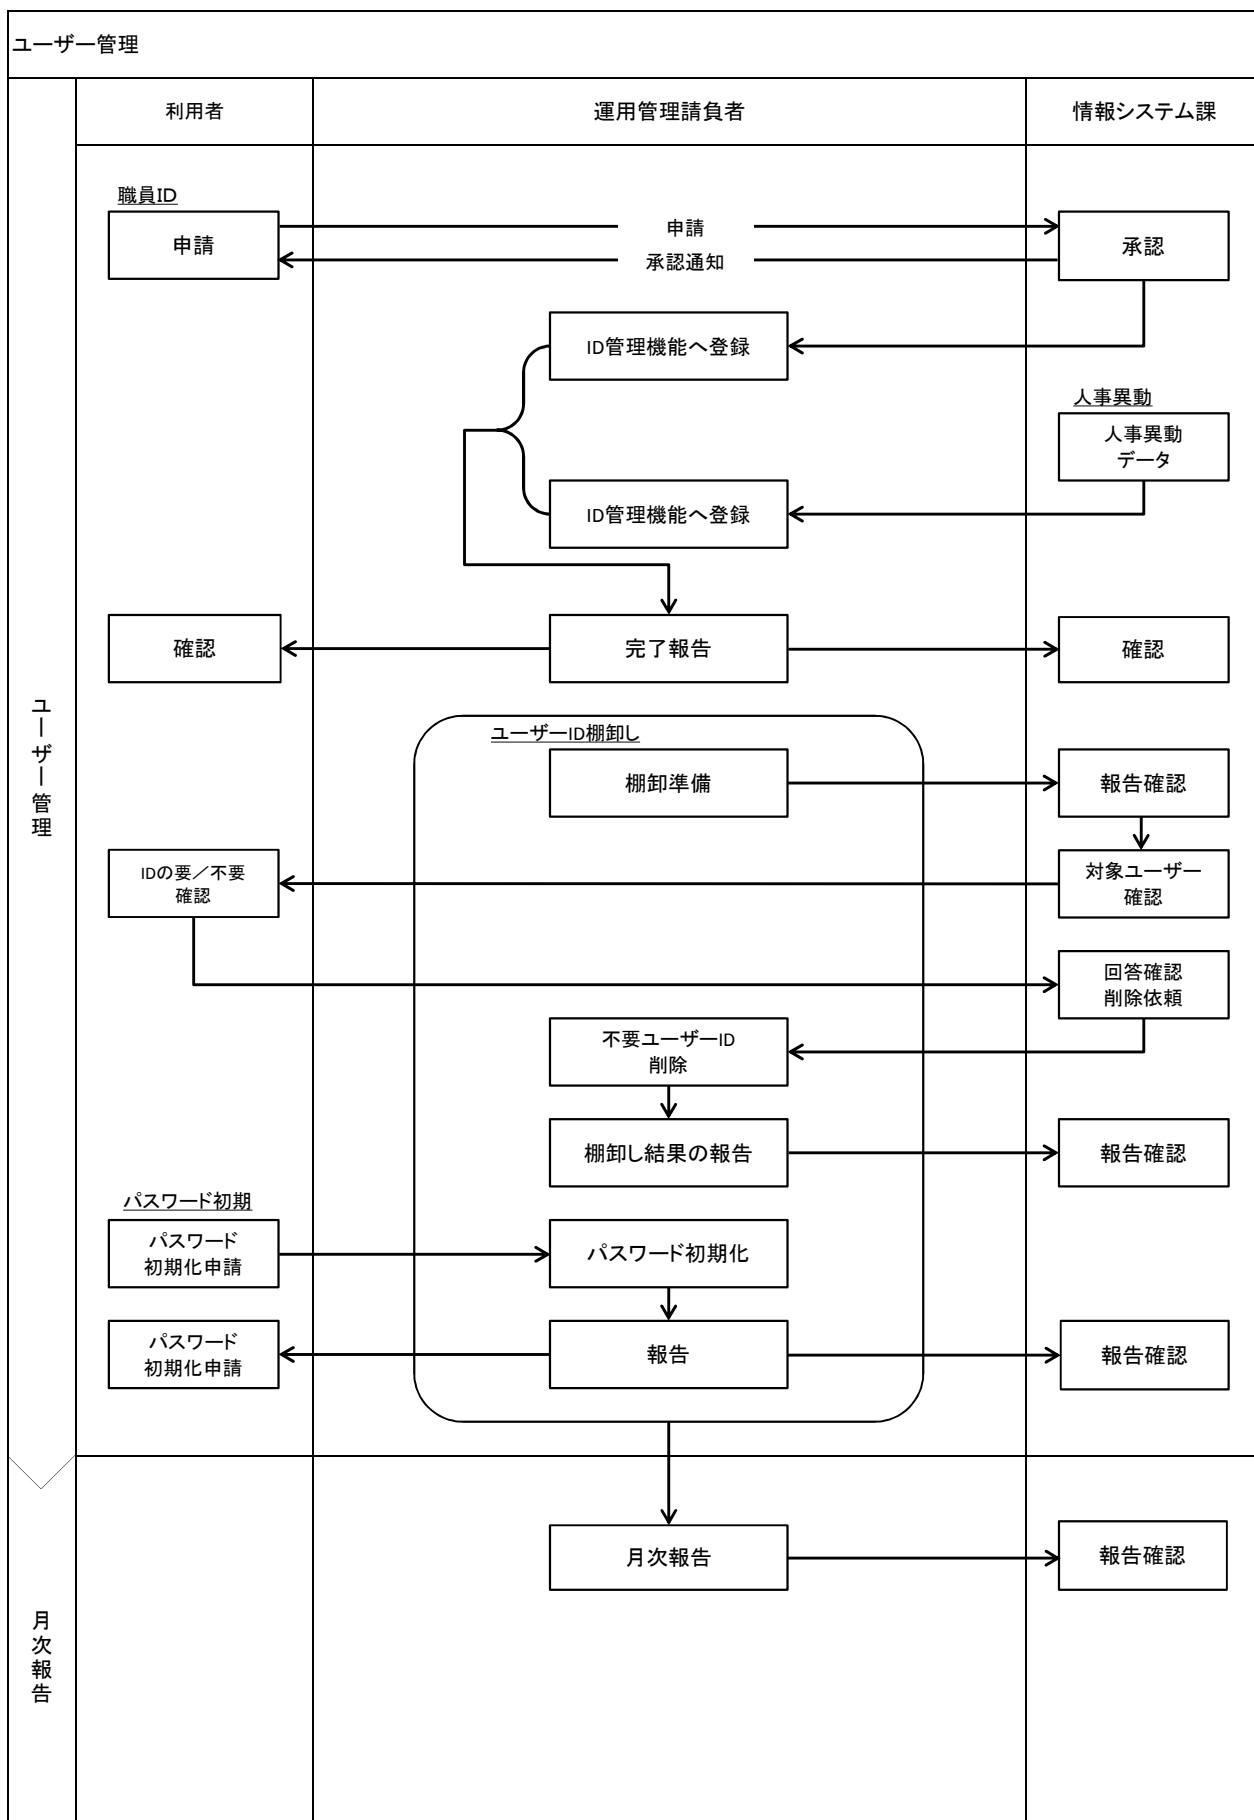 ユーザー管理
利用者
運用管理請負者
情報システム課
職員ID
申請
申請
承認通知
承認
ID管理機能へ登録
人事異動
人事異動
データ
ID管理機能へ登録
確認
完了報告
確認
ユーザー管理
ユーザーID棚卸し
棚卸準備
報告確認
IDの要／不要
確認
対象ユーザー
確認
回答確認
削除依頼
不要ユーザーID
削除
棚卸し結果の報告
報告確認
パスワード初期
パスワード
初期化申請
パスワード初期化
パスワード
初期化申請
報告
報告確認
月次報告
月次報告
報告確認